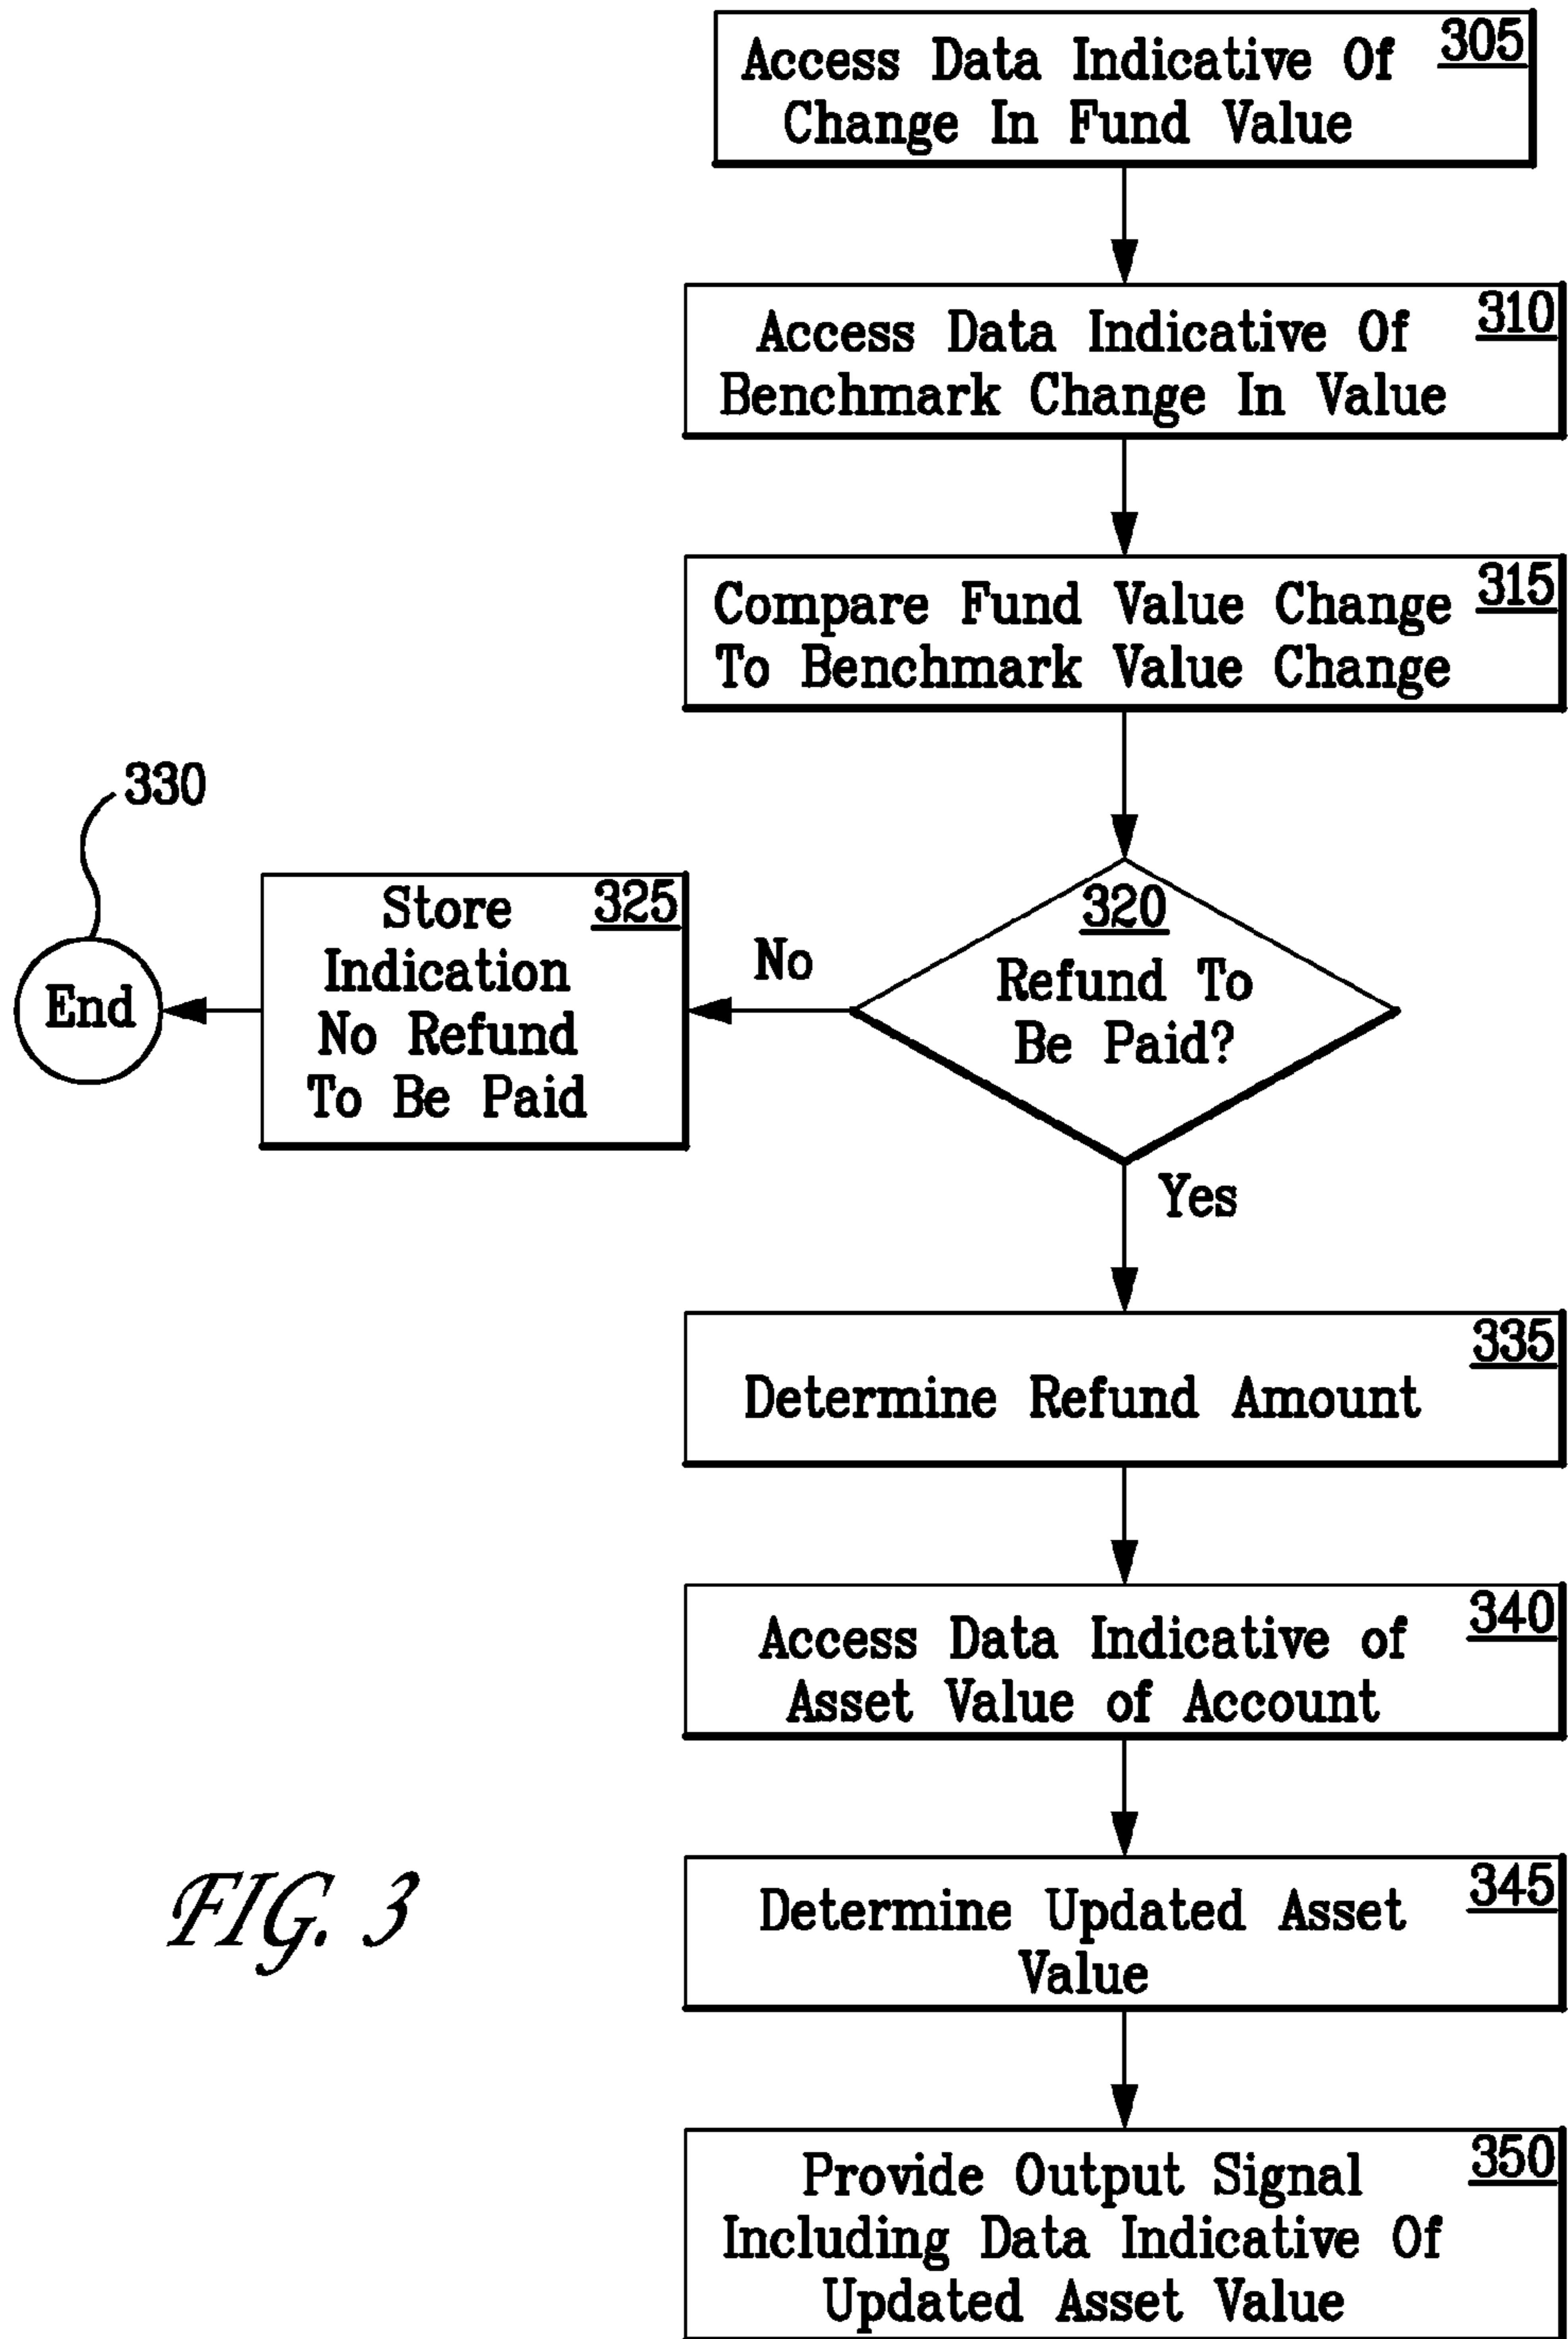 Access Data Indicative Of 305
Change In Fund Value
Access Data Indicative Of 310
Benchmark Change In Value
Compare Fund Value Change 315
To Benchmark Value Change
330
End
Store 325
Indication
No Refund
To Be Paid
No
320
Refund To
Be Paid?
Yes
335
Determine Refund Amount
Access Data Indicative of 340
Asset Value of Account
Determine Updated Asset 345
Value
FIG. 3
Provide Output Signal 350
Including Data Indicative Of
Updated Asset Value